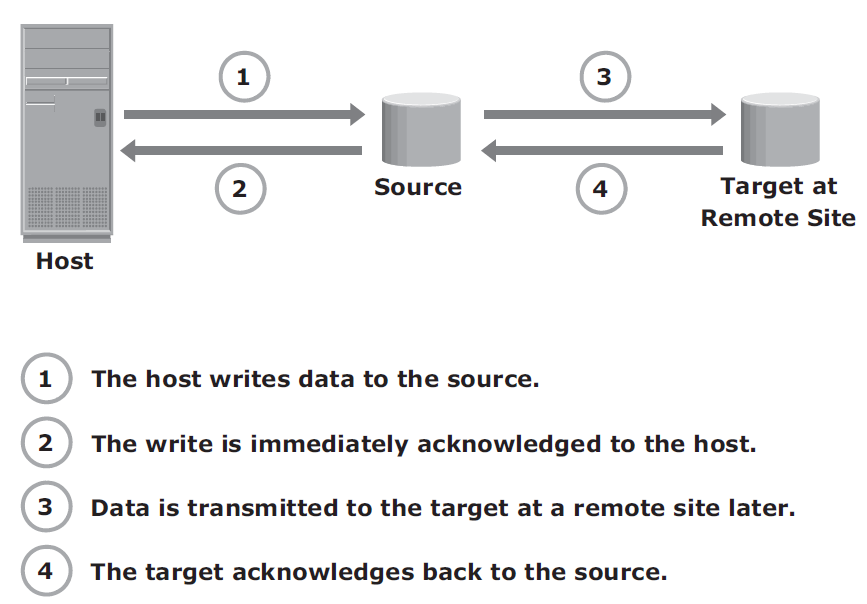 1
3
2
4
Source
Target at
Remote Site
Host
1 The host writes data to the source.
2 The write is immediately acknowledged to the host.
3 Data is transmitted to the target at a remote site later.
4 The target acknowledges back to the source.